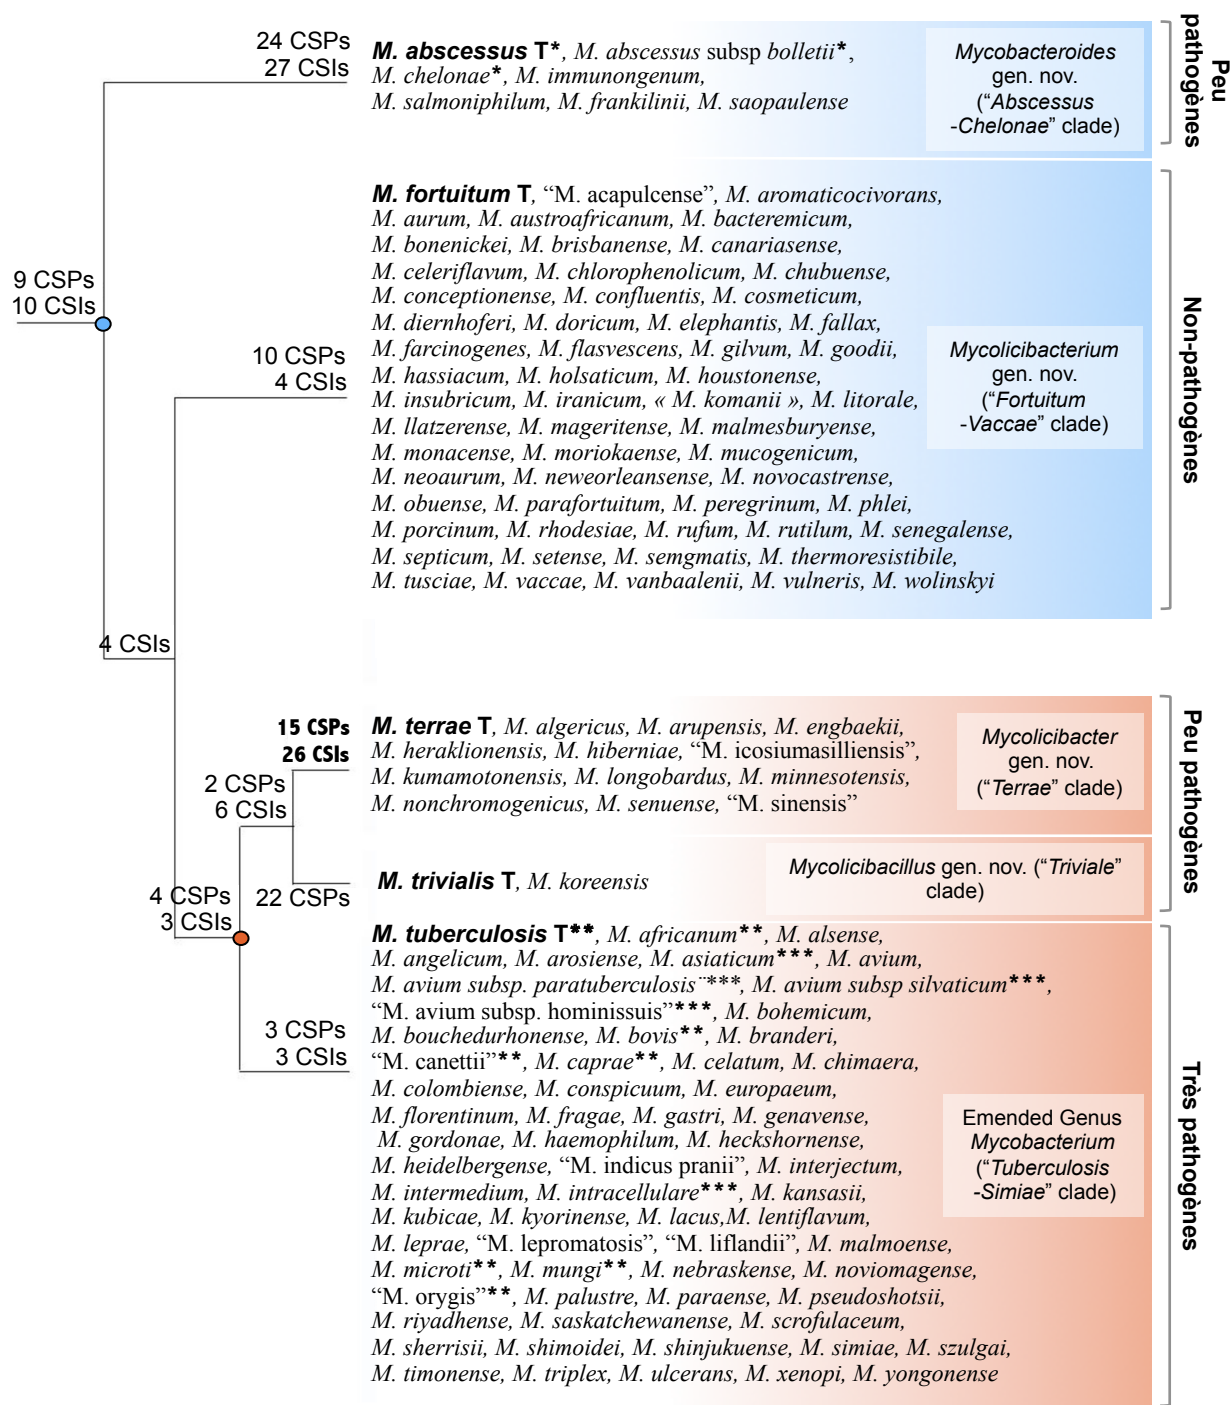 24 CSPs
27 CSIs
M. abscessus T*, M. abscessus subsp bolletii*,
M. chelonae*, M. immunongenum,
M. salmoniphilum, M. frankilinii, M. saopaulense
Mycobacteroides
gen. nov.
(“Abscessus
-Chelonae” clade)
Peu
pathogènes
9 CSPs
10 CSIs
10 CSPs
4 CSIs
M. fortuitum T, “M. acapulcense”, M. aromaticocivorans,
M. aurum, M. austroafricanum, M. bacteremicum,
M. bonenickei, M. brisbanense, M. canariasense,
M. celeriflavum, M. chlorophenolicum, M. chubuense,
M. conceptionense, M. confluentis, M. cosmeticum,
M. diernhoferi, M. doricum, M. elephantis, M. fallax,
M. farcinogenes, M. flasvescens, M. gilvum, M. goodii,
M. hassiacum, M. holsaticum, M. houstonense,
M. insubricum, M. iranicum, « M. komanii », M. litorale,
M. llatzerense, M. mageritense, M. malmesburyense,
M. monacense, M. moriokaense, M. mucogenicum,
M. neoaurum, M. neworleansense, M. novocastrense,
M. obuense, M. parafortuitum, M. peregrinum, M. phlei,
M. porcinum, M. rhodesiae, M. rufum, M. rutilum, M. senegalense,
M. septicum, M. setense, M. semgmatis, M. thermoresistibile,
M. tusciae, M. vaccae, M. vanbaalenii, M. vulneris, M. wolinskyi
Mycolicibacterium
gen. nov.
(“Fortuitum
-Vaccae” clade)
Non-pathogènes
4 CSIs
15 CSPs
26 CSIs
M. terrae T, M. algericus, M. arupensis, M. engbaekii,
M. heraklionensis, M. hiberniae, “M. icosiumasilliensis”,
M. kumamotonensis, M. longobardus, M. minnesotensis,
M. nonchromogenicus, M. senuense, “M. sinensis”
Mycolicibacter
gen. nov.
(“Terrae” clade)
Peu pathogènes
2 CSPs
6 CSIs
22 CSPs
M. trivialis T, M. koreensis
Mycolicibacillus gen. nov. (“Triviale”
clade)
4 CSPs
3 CSIs
3 CSPs
3 CSIs
M. tuberculosis T**, M. africanum**, M. alsense,
M. angelicum, M. arosiense, M. asiaticum***, M. avium,
M. avium subsp. paratuberculosis¨***, M. avium subsp silvaticum***,
“M. avium subsp. hominissuis”***, M. bohemicum,
M. bouchedurhonense, M. bovis**, M. branderi,
“M. canettii”**, M. caprae**, M. celatum, M. chimaera,
M. colombiense, M. conspicuum, M. europaeum,
M. florentinum, M. fragae, M. gastri, M. genavense,
M. gordonae, M. haemophilum, M. heckshornense,
M. heidelbergense, “M. indicus pranii”, M. interjectum,
M. intermedium, M. intracellulare***, M. kansasii,
M. kubicae, M. kyorinense, M. lacus,M. lentiflavum,
M. leprae, “M. lepromatosis”, “M. liflandii”, M. malmoense,
M. microti**, M. mungi**, M. nebraskense, M. noviomagense,
“M. orygis”**, M. palustre, M. paraense, M. pseudoshotsii,
M. riyadhense, M. saskatchewanense, M. scrofulaceum,
M. sherrisii, M. shimoidei, M. shinjukuense, M. simiae, M. szulgai,
M. timonense, M. triplex, M. ulcerans, M. xenopi, M. yongonense
Emended Genus
Mycobacterium
(“Tuberculosis
-Simiae” clade)
Très pathogènes